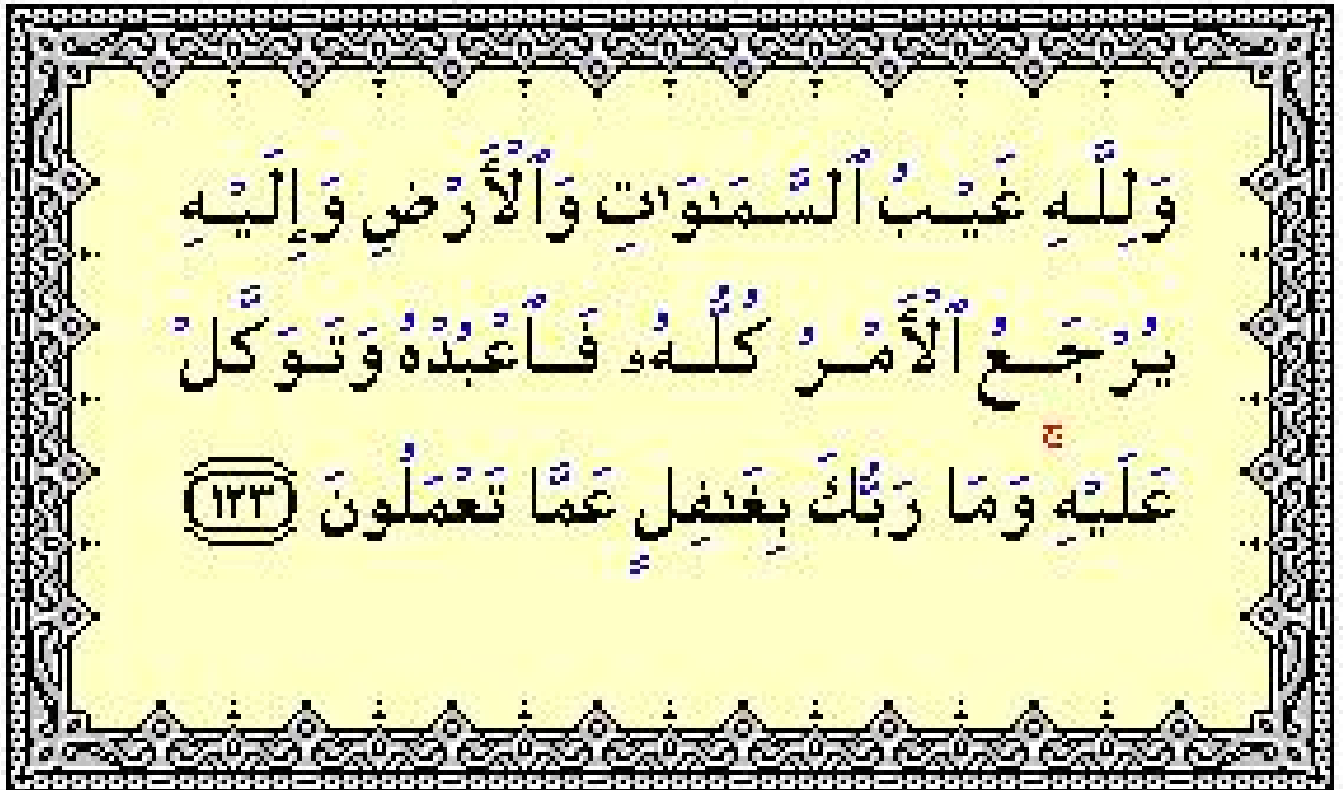 وَلِلَّهِ غَيْبُ ٱلسَّمَـٰوَٰتِ وَٱلْأَرْضِ وَإِلَيْهِ
يُرْجَعُ ٱلْأَمْرُ كُلُّهُۥ فَٱعْبُدْهُ وَتَوَكَّلْ
عَلَيْهِ ۚ وَمَا رَبُّكَ بِغَـٰفِلٍ عَمَّا تَعْمَلُونَ ١٢٣